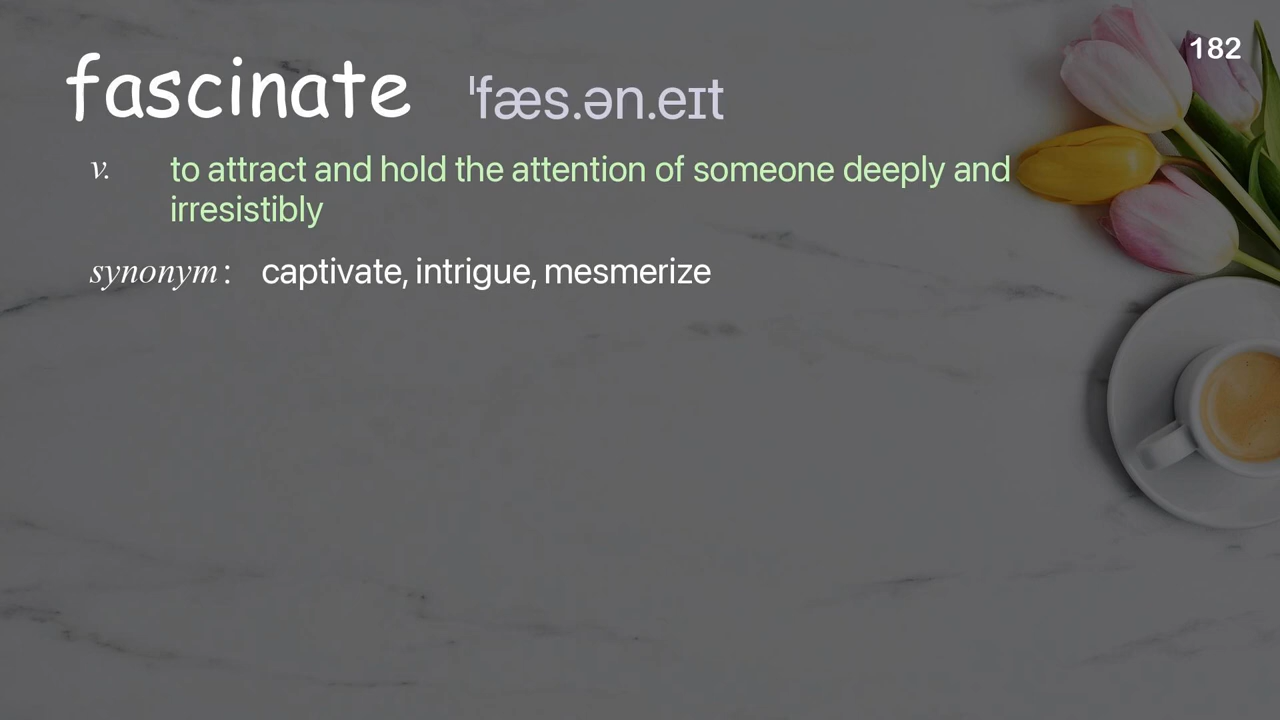 182
fascinate ˈfæs.ən.eɪt
v. to attract and hold the attention of someone deeply and
irresistibly
synonym: captivate, intrigue, mesmerize